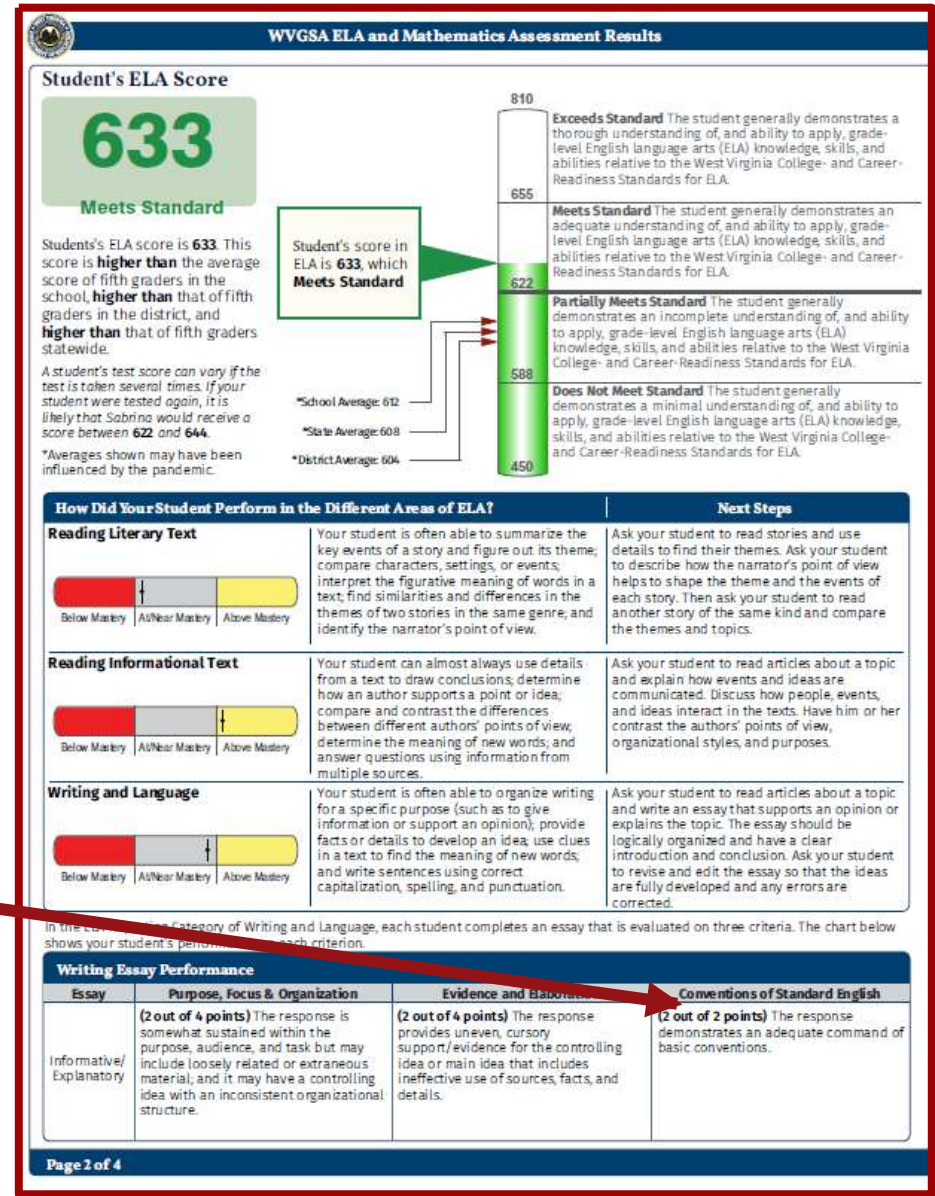 WVGSA ELA and Mathematics Assessment Results
Student's ELA Score
633
Meets Standard
Students's ELA score is 633. This
score is higher than the average
score of fifth graders in the
school, higher than that of fifth
graders in the district, and
higher than that of fifth graders
statewide.
A student's test score can vary if the
test is taken several times. If your
student were tested again, it is
likely that Sabrina would receive a
score between 622 and 644.
*Averages shown may have been
influenced by the pandemic.
Student's score in
ELA is 633, which
Meets Standard
*School Average: 612
*State Average: 608
*District Average: 604
810
Exceeds Standard The student generally demonstrates a
thorough understanding of, and ability to apply, grade-
level English language arts (ELA) knowledge, skills, and
abilities relative to the West Virginia College- and Career-
Readiness Standards for ELA.
655
Meets Standard The student generally demonstrates an
adequate understanding of, and ability to apply, grade-
level English language arts (ELA) knowledge, skills, and
abilities relative to the West Virginia College- and Career-
Readiness Standards for ELA.
622
Partially Meets Standard The student generally
demonstrates an incomplete understanding of, and ability
to apply, grade-level English language arts (ELA)
knowledge, skills, and abilities relative to the West Virginia
College- and Career-Readiness Standards for ELA.
588
Does Not Meet Standard The student generally
demonstrates a minimal understanding of, and ability to
apply, grade-level English language arts (ELA) knowledge,
skills, and abilities relative to the West Virginia College-
and Career-Readiness Standards for ELA.
450
How Did Your Student Perform in the Different Areas of ELA?
Next Steps
Reading Literary Text
Below Mastery At/Near Mastery Above Mastery
Your student is often able to summarize the
key events of a story and figure out its theme;
compare characters, settings, or events;
interpret the figurative meaning of words in a
text; find similarities and differences in the
themes of two stories in the same genre; and
identify the narrator's point of view.
Ask your student to read stories and use
details to find their themes. Ask your student
to describe how the narrator's point of view
helps to shape the theme and the events of
each story. Then ask your student to read
another story of the same kind and compare
the themes and topics.
Reading Informational Text
Below Mastery At/Near Mastery Above Mastery
Your student can almost always use details
from a text to draw conclusions; determine
how an author supports a point or idea;
compare and contrast the differences
between different authors' points of view;
determine the meaning of new words; and
answer questions using information from
multiple sources.
Ask your student to read articles about a topic
and explain how events and ideas are
communicated. Discuss how people, events,
and ideas interact in the texts. Have him or her
contrast the authors' points of view,
organizational styles, and purposes.
Writing and Language
Below Mastery At/Near Mastery Above Mastery
Your student is often able to organize writing
for a specific purpose (such as to give
information or support an opinion); provide
facts or details to develop an idea; use clues
in a text to find the meaning of new words;
and write sentences using correct
capitalization, spelling, and punctuation.
Ask your student to read articles about a topic
and write an essay that supports an opinion or
explains the topic. The essay should be
logically organized and have a clear
introduction and conclusion. Ask your student
to revise and edit the essay so that the ideas
are fully developed and any errors are
corrected.
In the Category of Writing and Language, each student completes an essay that is evaluated on three criteria. The chart below
shows your student's each criterion.
Writing Essay Performance
Essay
Purpose, Focus & Organization
Evidence and
Conventions of Standard English
Informative/
Explanatory
(2 out of 4 points) The response is
somewhat sustained within the
purpose, audience, and task but may
include loosely related or extraneous
material; and it may have a controlling
idea with an inconsistent organizational
structure.
(2 out of 4 points) The response
provides uneven, cursory
support/evidence for the controlling
idea or main idea that includes
ineffective use of sources, facts, and
details.
(2 out of 2 points) The response
demonstrates an adequate command of
basic conventions.
Page 2 of 4